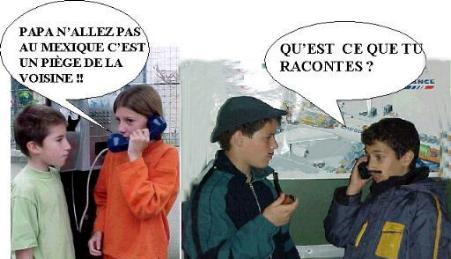 PAPA N'ALLEZ PAS
AU MEXIQUE C'EST
UN PIÈGE DE LA
VOISINE !!
QU'EST CE QUE TU
RACONTES ?